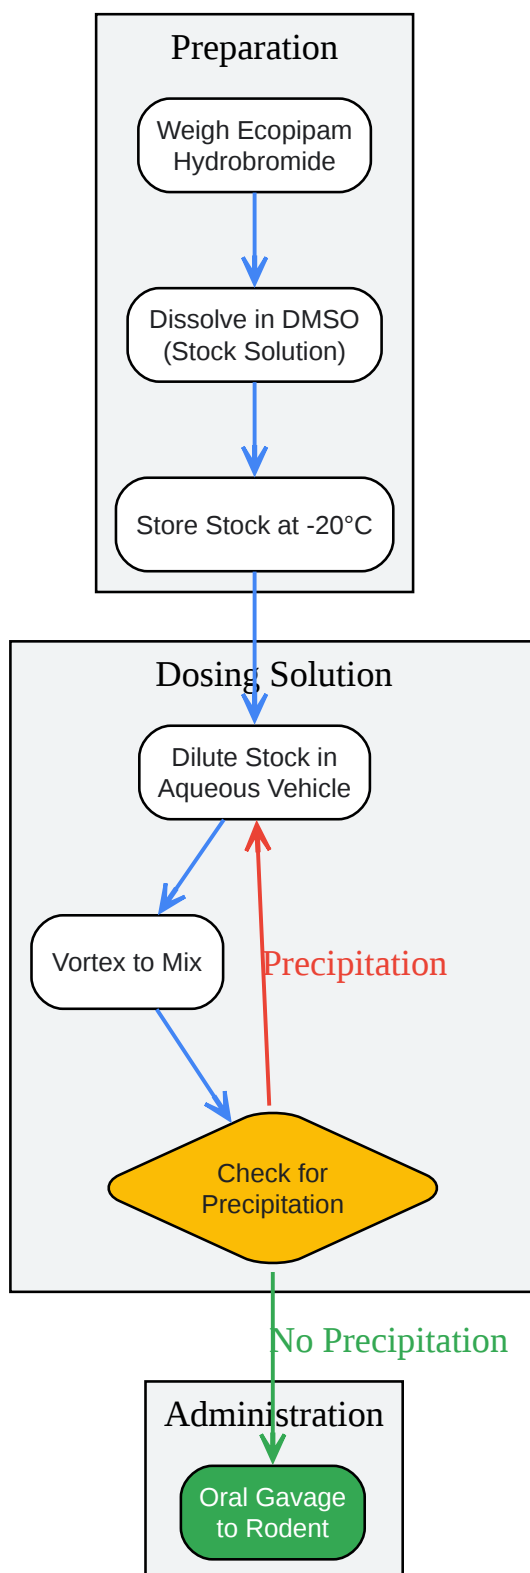 Preparation
Weigh Ecopipam
Hydrobromide
Dissolve in DMSO
(Stock Solution)
Store Stock at -20°C
Dosing Solution
Dilute Stock in
Aqueous Vehicle
Vortex to Mix
Precipitation
Check for
Precipitation
No Precipitation
Administration
Oral Gavage
to Rodent